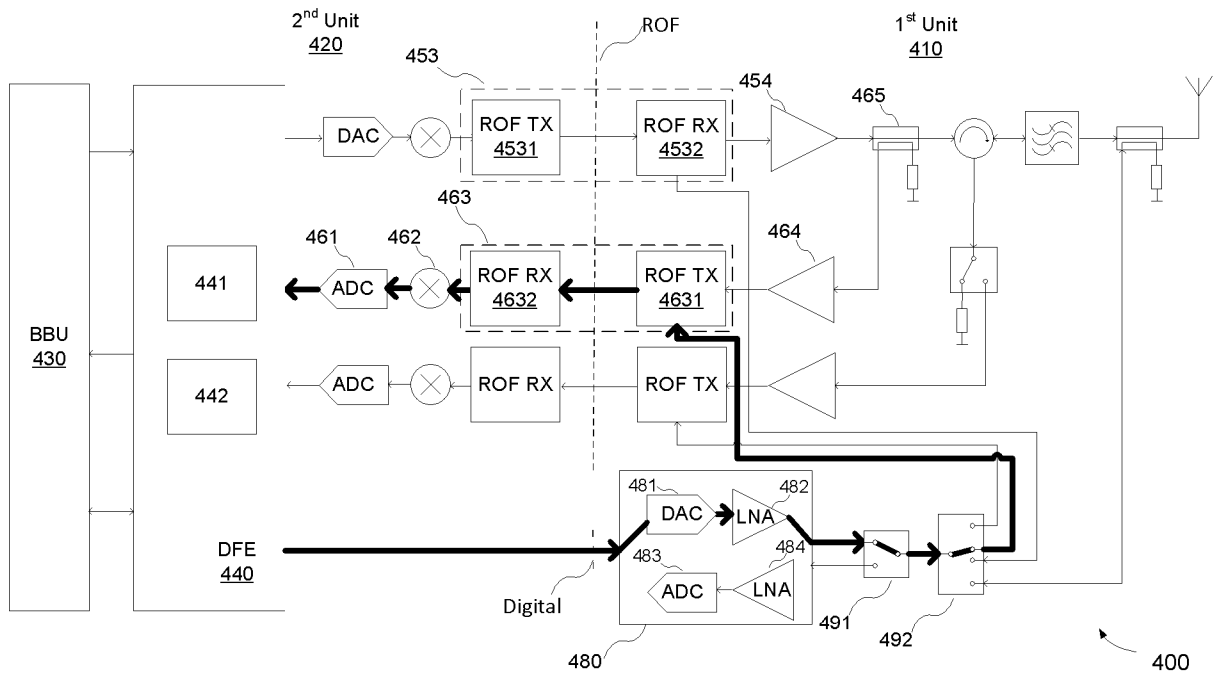 2nd Unit
420
ROF
1st Unit
410
453
454
465
DAC
ROF TX
4531
ROF RX
4532
463
461
462
464
441
ADC
ROF RX
4632
ROF TX
4631
BBU
430
442
ADC
ROF RX
ROF TX
481
482
DAC
LNA
DFE
440
483
484
ADC
LNA
Digital
491
492
480
400